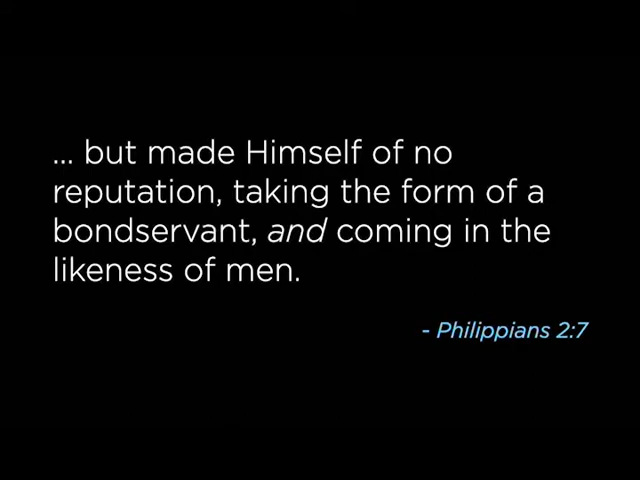 ... but made Himself of no
reputation, taking the form of a
bondservant, and coming in the
likeness of men.
- Philippians 2:7